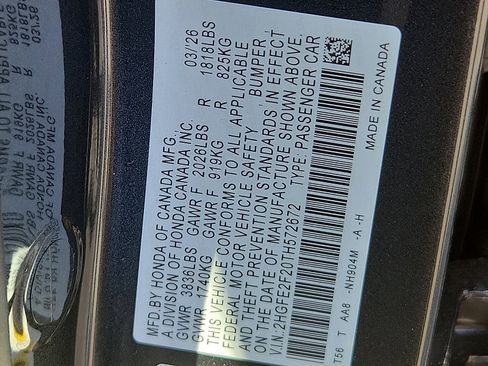 MFD.BY HONDA OF CANADA MFG.,
A DIVISION OF HONDA CANADA INC. 03/'26
GVWR 3836LBS GAWR F 2026LBS R 1818LBS
GVWR 1740KG GAWR F 919KG R 825KG
THIS VEHICLE CONFORMS TO ALL APPLICABLE
FEDERAL MOTOR VEHICLE SAFETY, BUMPER,
AND THEFT PREVENTION STANDARDS IN EFFECT
ON THE DATE OF MANUFACTURE SHOWN ABOVE.
V.I.N.:2HGFE2F20TH572672 TYPE: PASSENGER CAR
T56 T AA8 -NH904M -A -H MADE IN CANADA